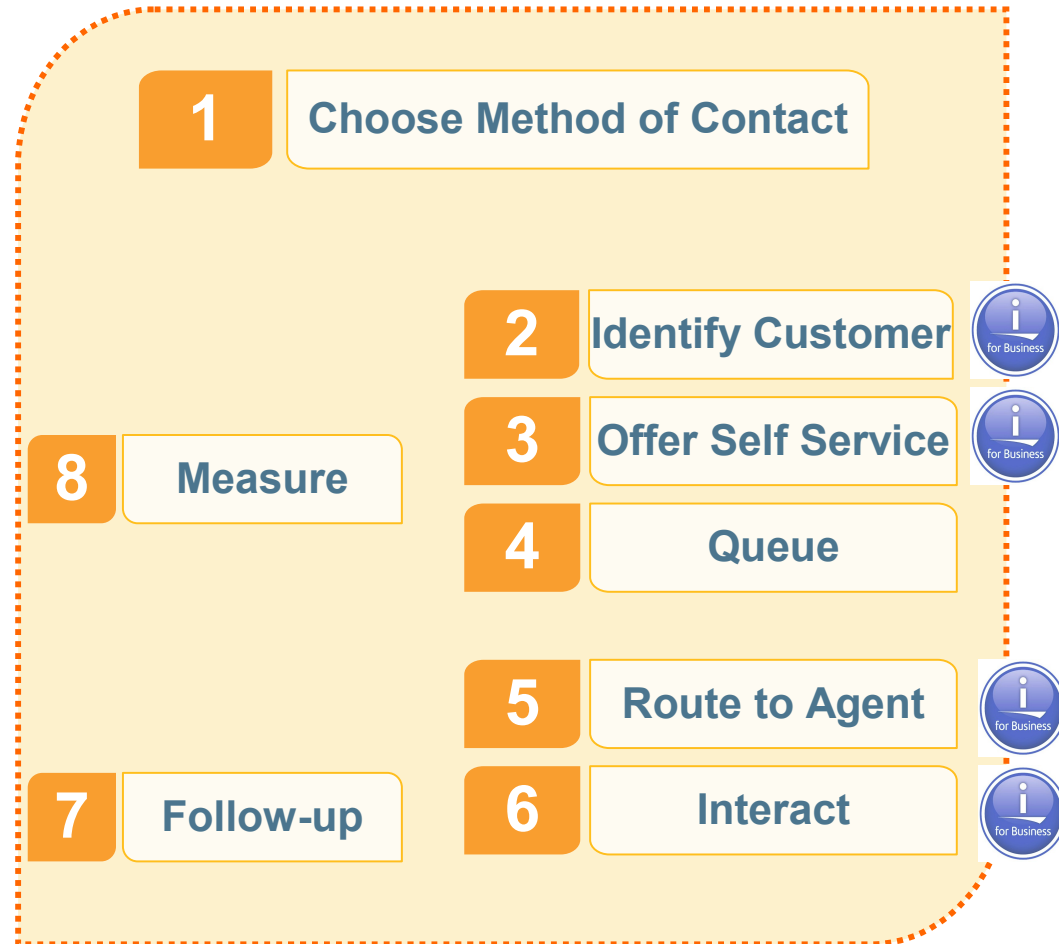 1 Choose Method of Contact
2 Identify Customer
i
for Business
3 Offer Self Service
i
for Business
8 Measure
4 Queue
5 Route to Agent
i
for Business
7 Follow-up
6 Interact
i
for Business